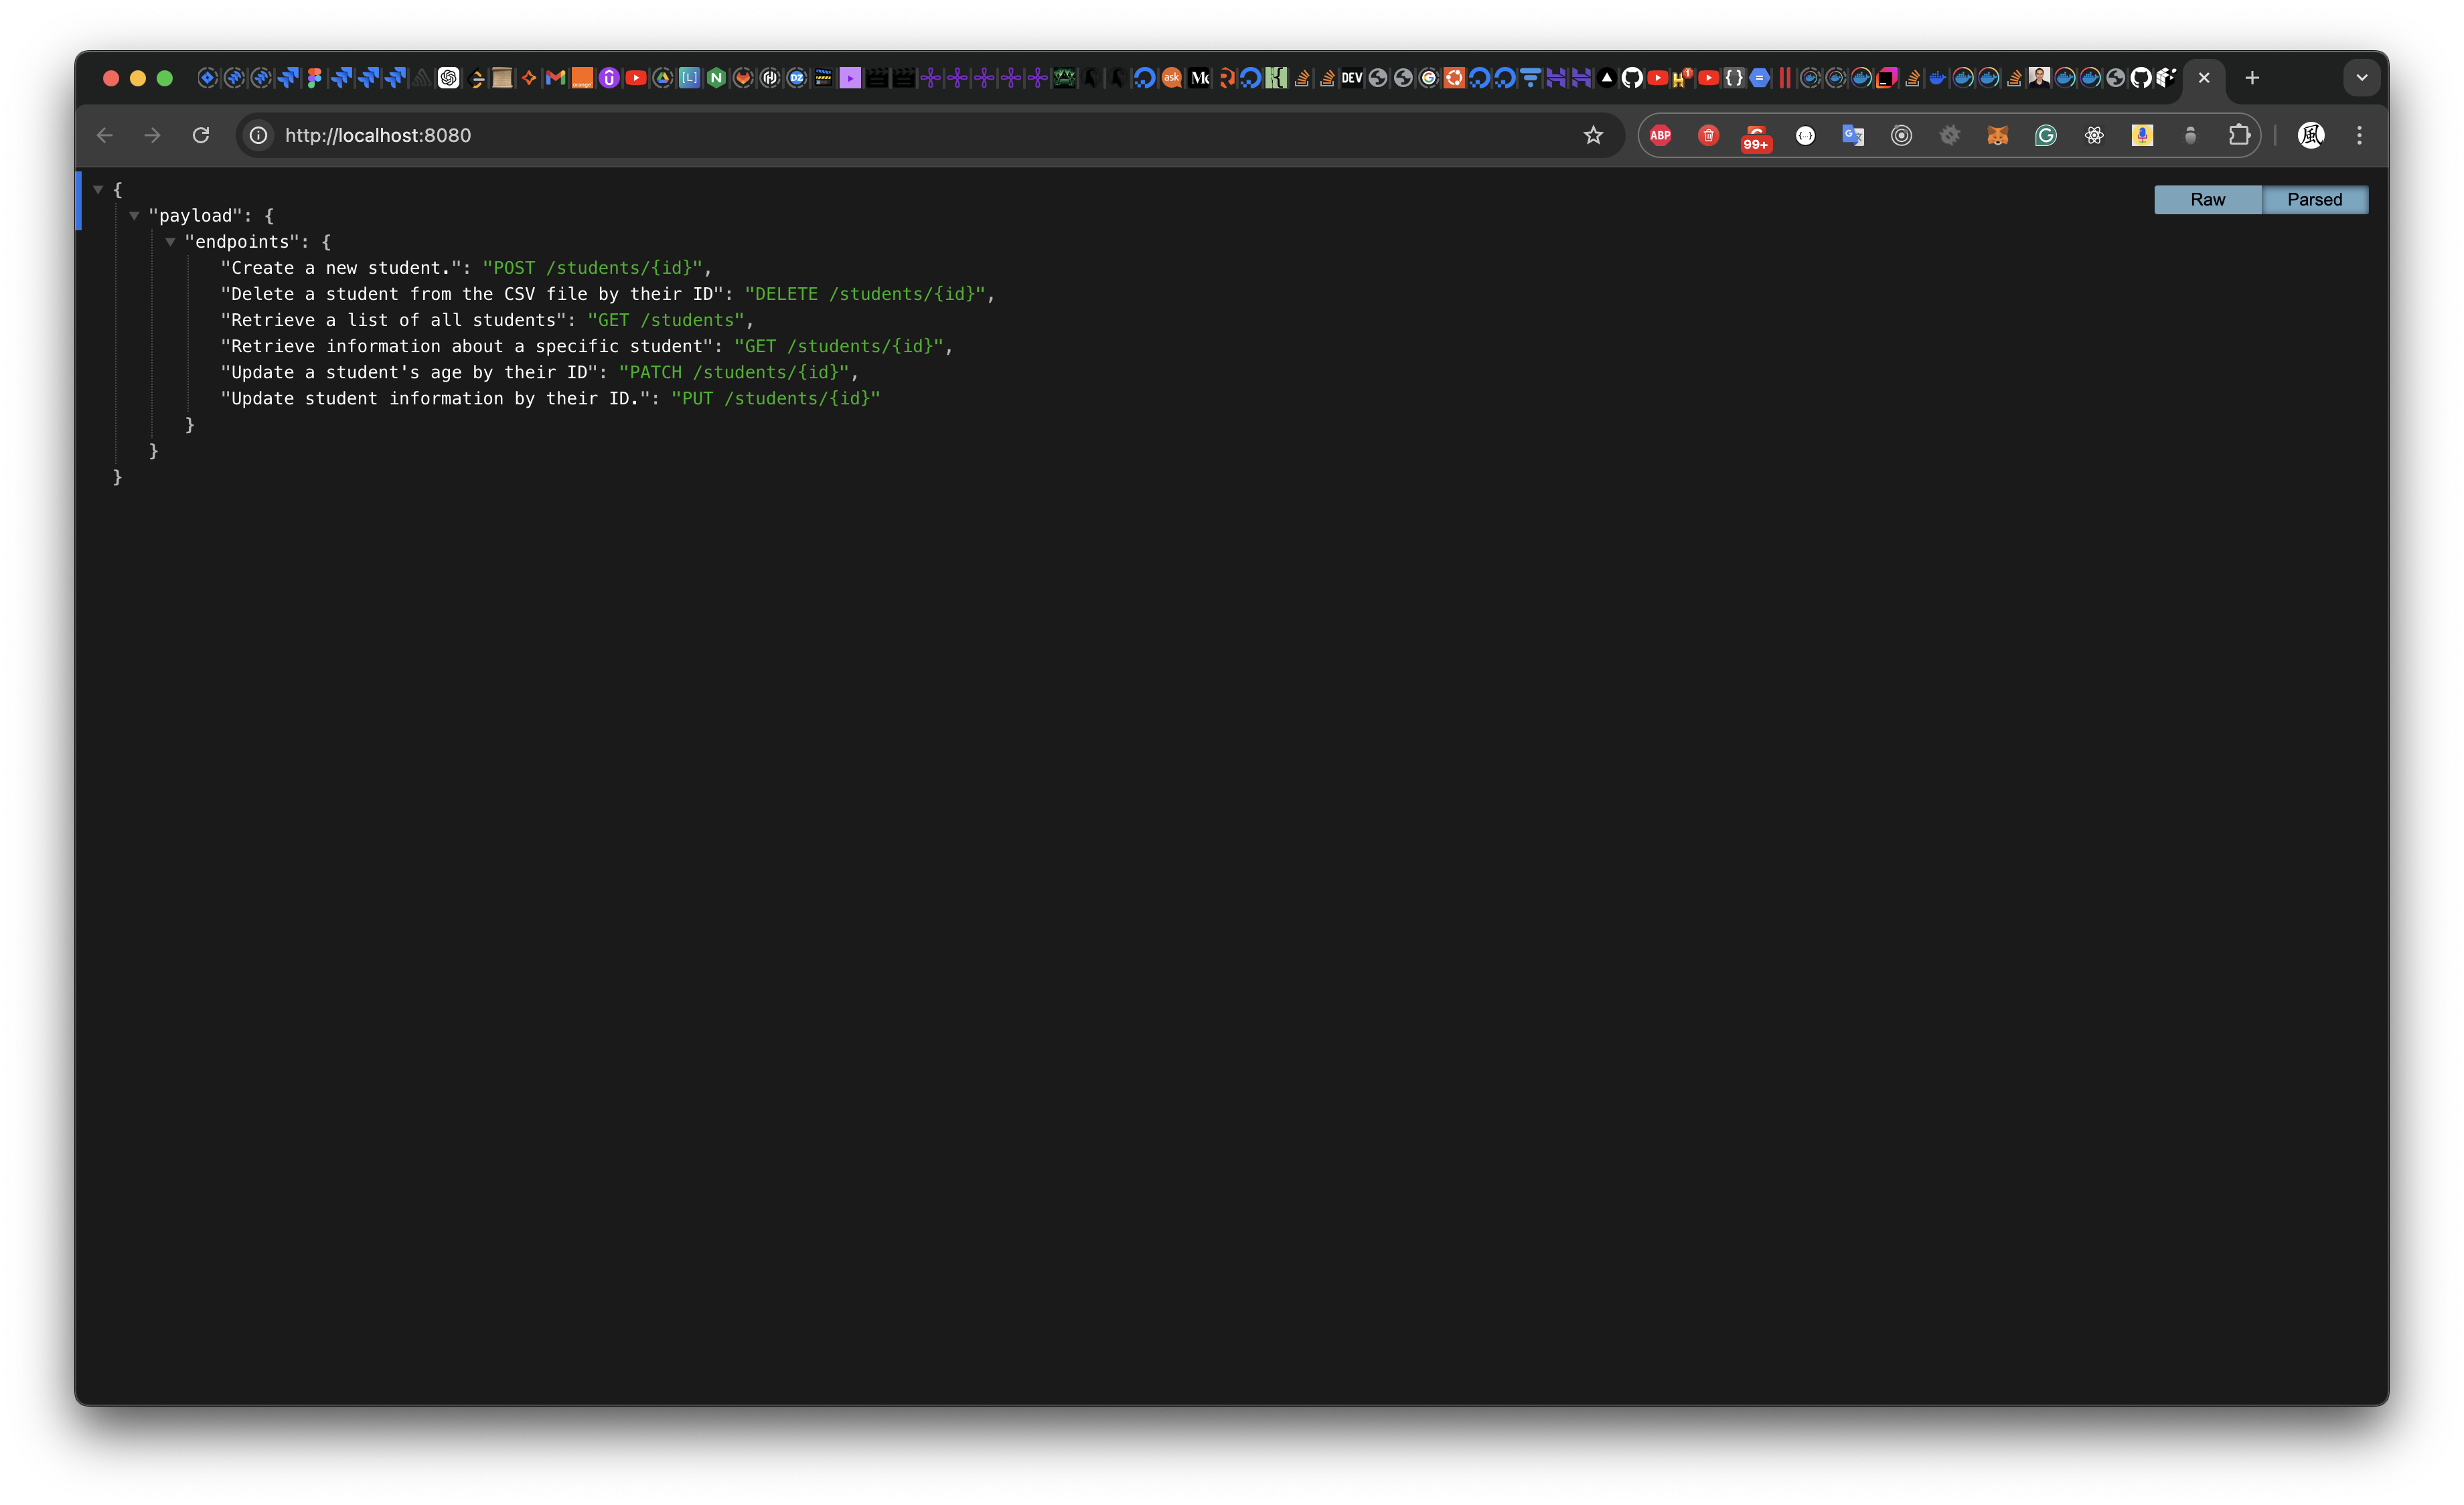 ask
DEV
http://localhost:8080
ABP
99+
風
Raw
Parsed
{
"payload": {
"endpoints": {
"Create a new student.": "POST /students/{id}",
"Delete a student from the CSV file by their ID": "DELETE /students/{id}",
"Retrieve a list of all students": "GET /students",
"Retrieve information about a specific student": "GET /students/{id}",
"Update a student's age by their ID": "PATCH /students/{id}",
"Update student information by their ID.": "PUT /students/{id}"
}
}
}